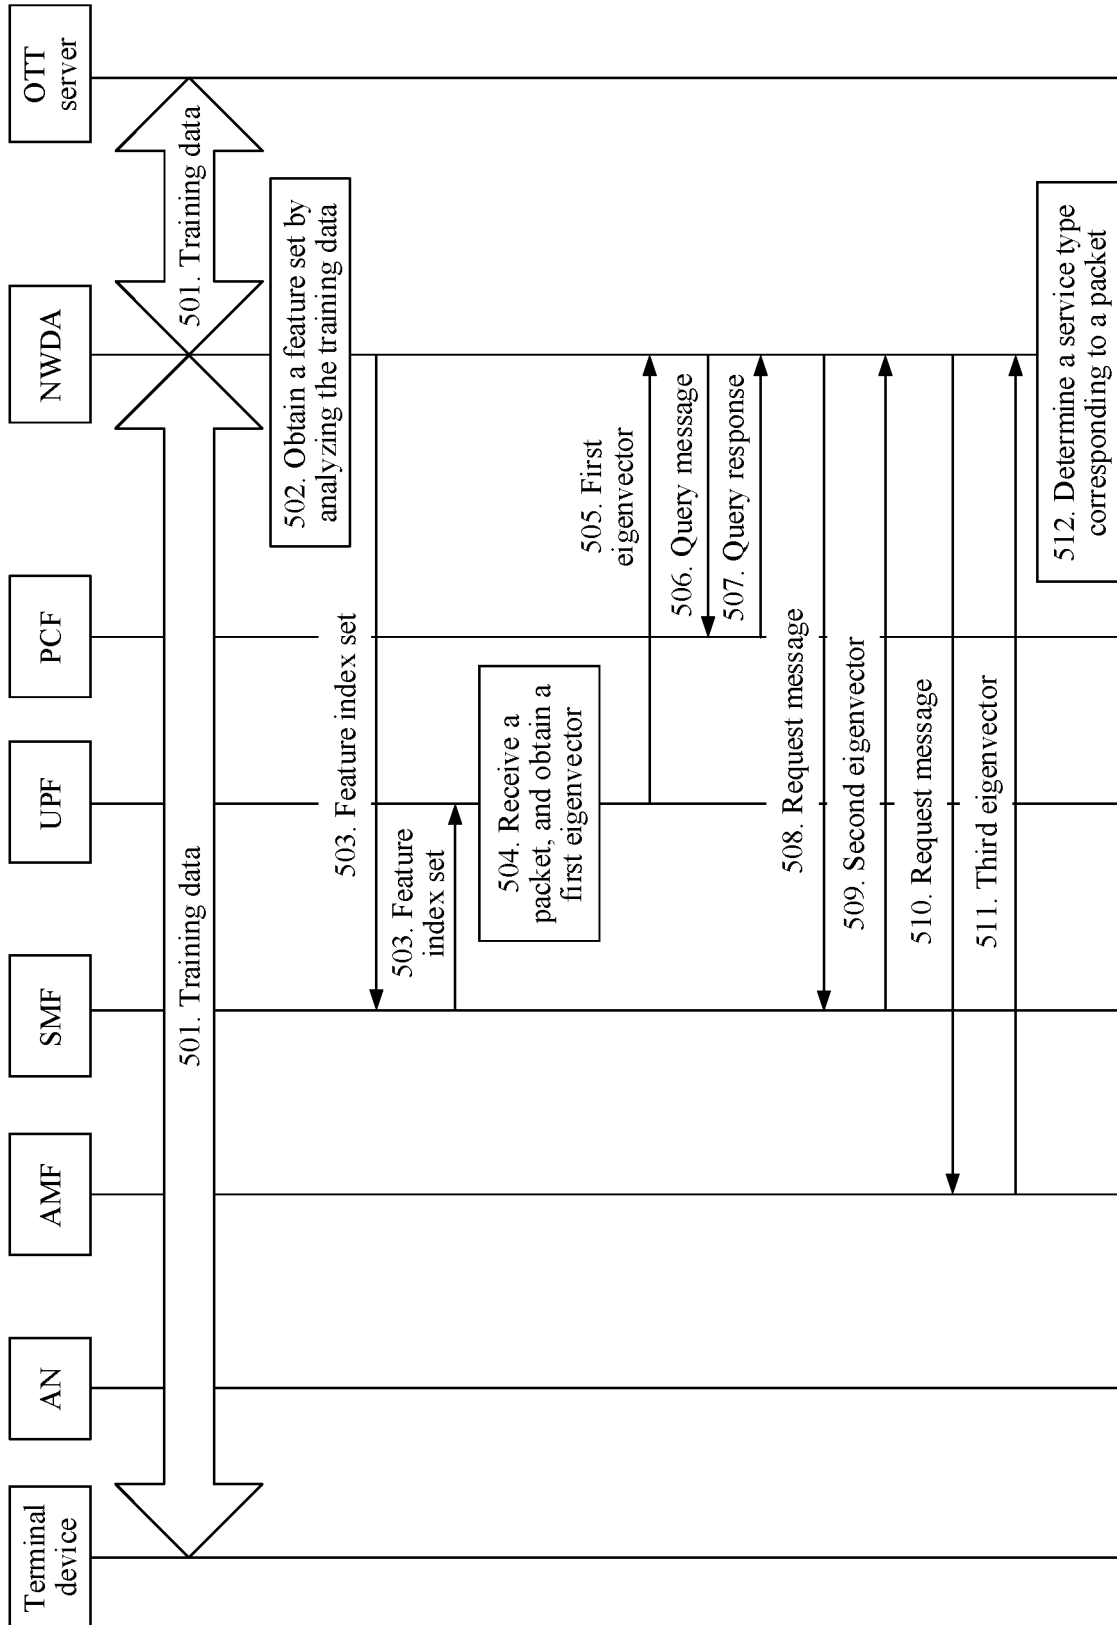 Terminal
device
AN
AMF
SMF
UPF
PCF
NWDA
OTT
server
501. Training data
501. Training data
502. Obtain a feature set by
analyzing the training data
503. Feature index set
503. Feature
index set
504. Receive a
packet, and obtain a
first eigenvector
505. First
eigenvector
506. Query message
507. Query response
508. Request message
509. Second eigenvector
510. Request message
511. Third eigenvector
512. Determine a service type
corresponding to a packet